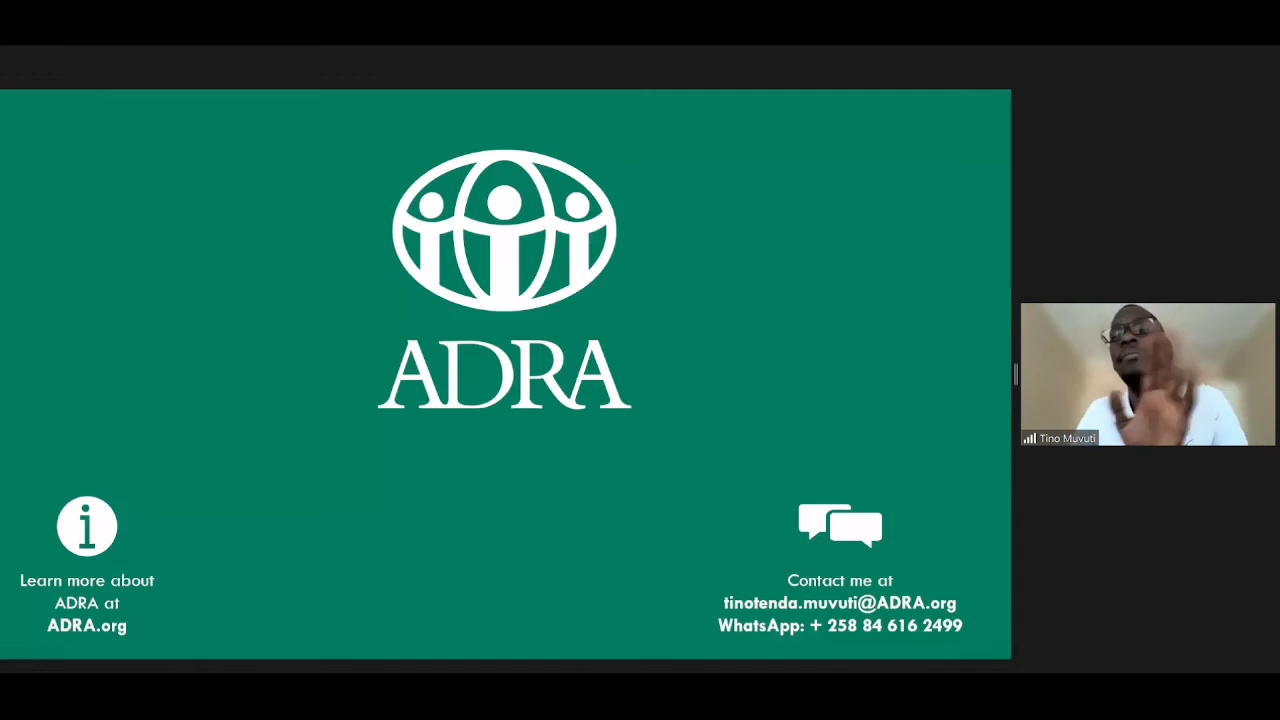 ADRA
Learn more about
ADRA at
ADRA.org
Contact me at
tinotenda.muvuti@ADRA.org
WhatsApp: + 258 84 616 2499
Tino Muvuti